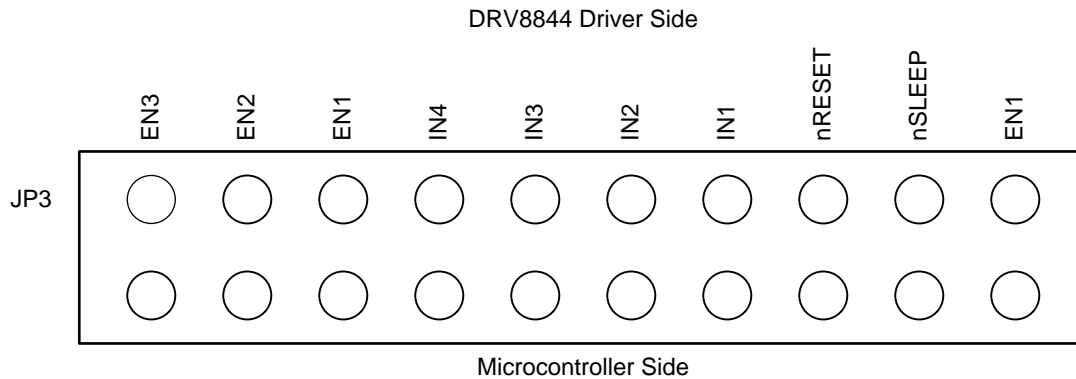 DRV8844 Driver Side
EN3 EN2 EN1 IN4 IN3 IN2 IN1 nRESET nSLEEP EN1
JP3
Microcontroller Side